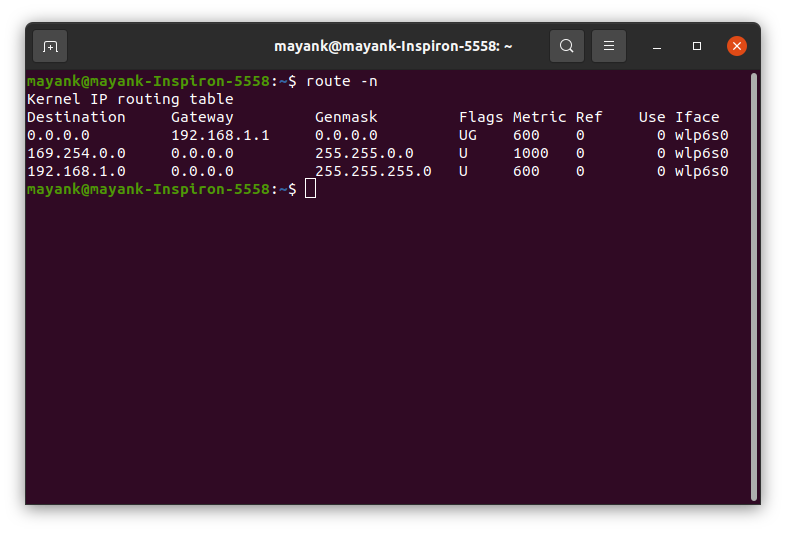 mayank@mayank-Inspiron-5558: ~
mayank@mayank-Inspiron-5558:~$ route -n
Kernel IP routing table
Destination     Gateway         Genmask         Flags Metric Ref    Use Iface
0.0.0.0         192.168.1.1     0.0.0.0         UG    600    0        0 wlp6s0
169.254.0.0     0.0.0.0         255.255.0.0     U     1000   0        0 wlp6s0
192.168.1.0     0.0.0.0         255.255.255.0   U     600    0        0 wlp6s0
mayank@mayank-Inspiron-5558:~$